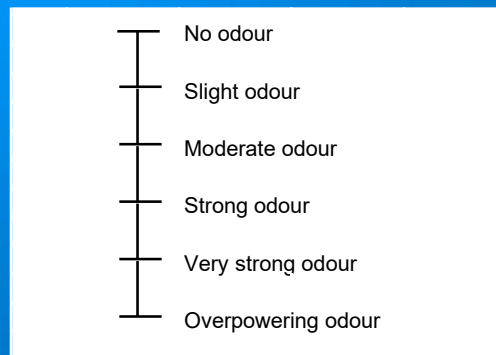 No odour
Slight odour
Moderate odour
Strong odour
Very strong odour
Overpowering odour